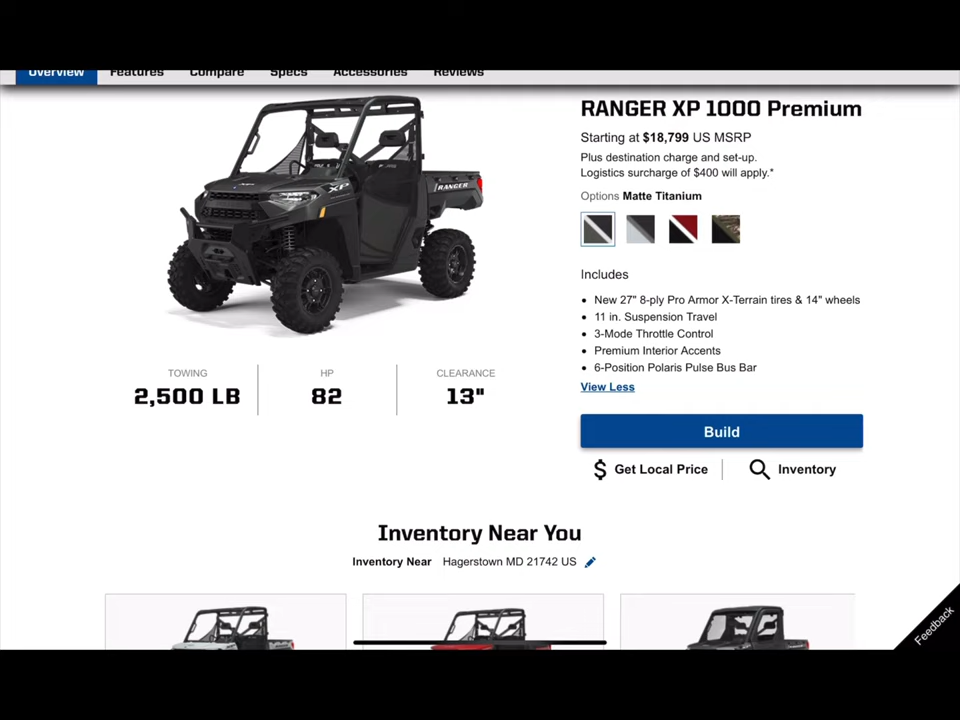 Overview Features Compare Specs Accessories Reviews
RANGER XP 1000 Premium
Starting at $18,799 US MSRP
Plus destination charge and set-up.
Logistics surcharge of $400 will apply.*
Options Matte Titanium
XP
RANGER
Includes
New 27" 8-ply Pro Armor X-Terrain tires & 14" wheels
11 in. Suspension Travel
3-Mode Throttle Control
Premium Interior Accents
6-Position Polaris Pulse Bus Bar
View Less
TOWING HP CLEARANCE
2,500 LB 82 13"
Build
Get Local Price Inventory
Inventory Near You
Inventory Near Hagerstown MD 21742 US
Feedback